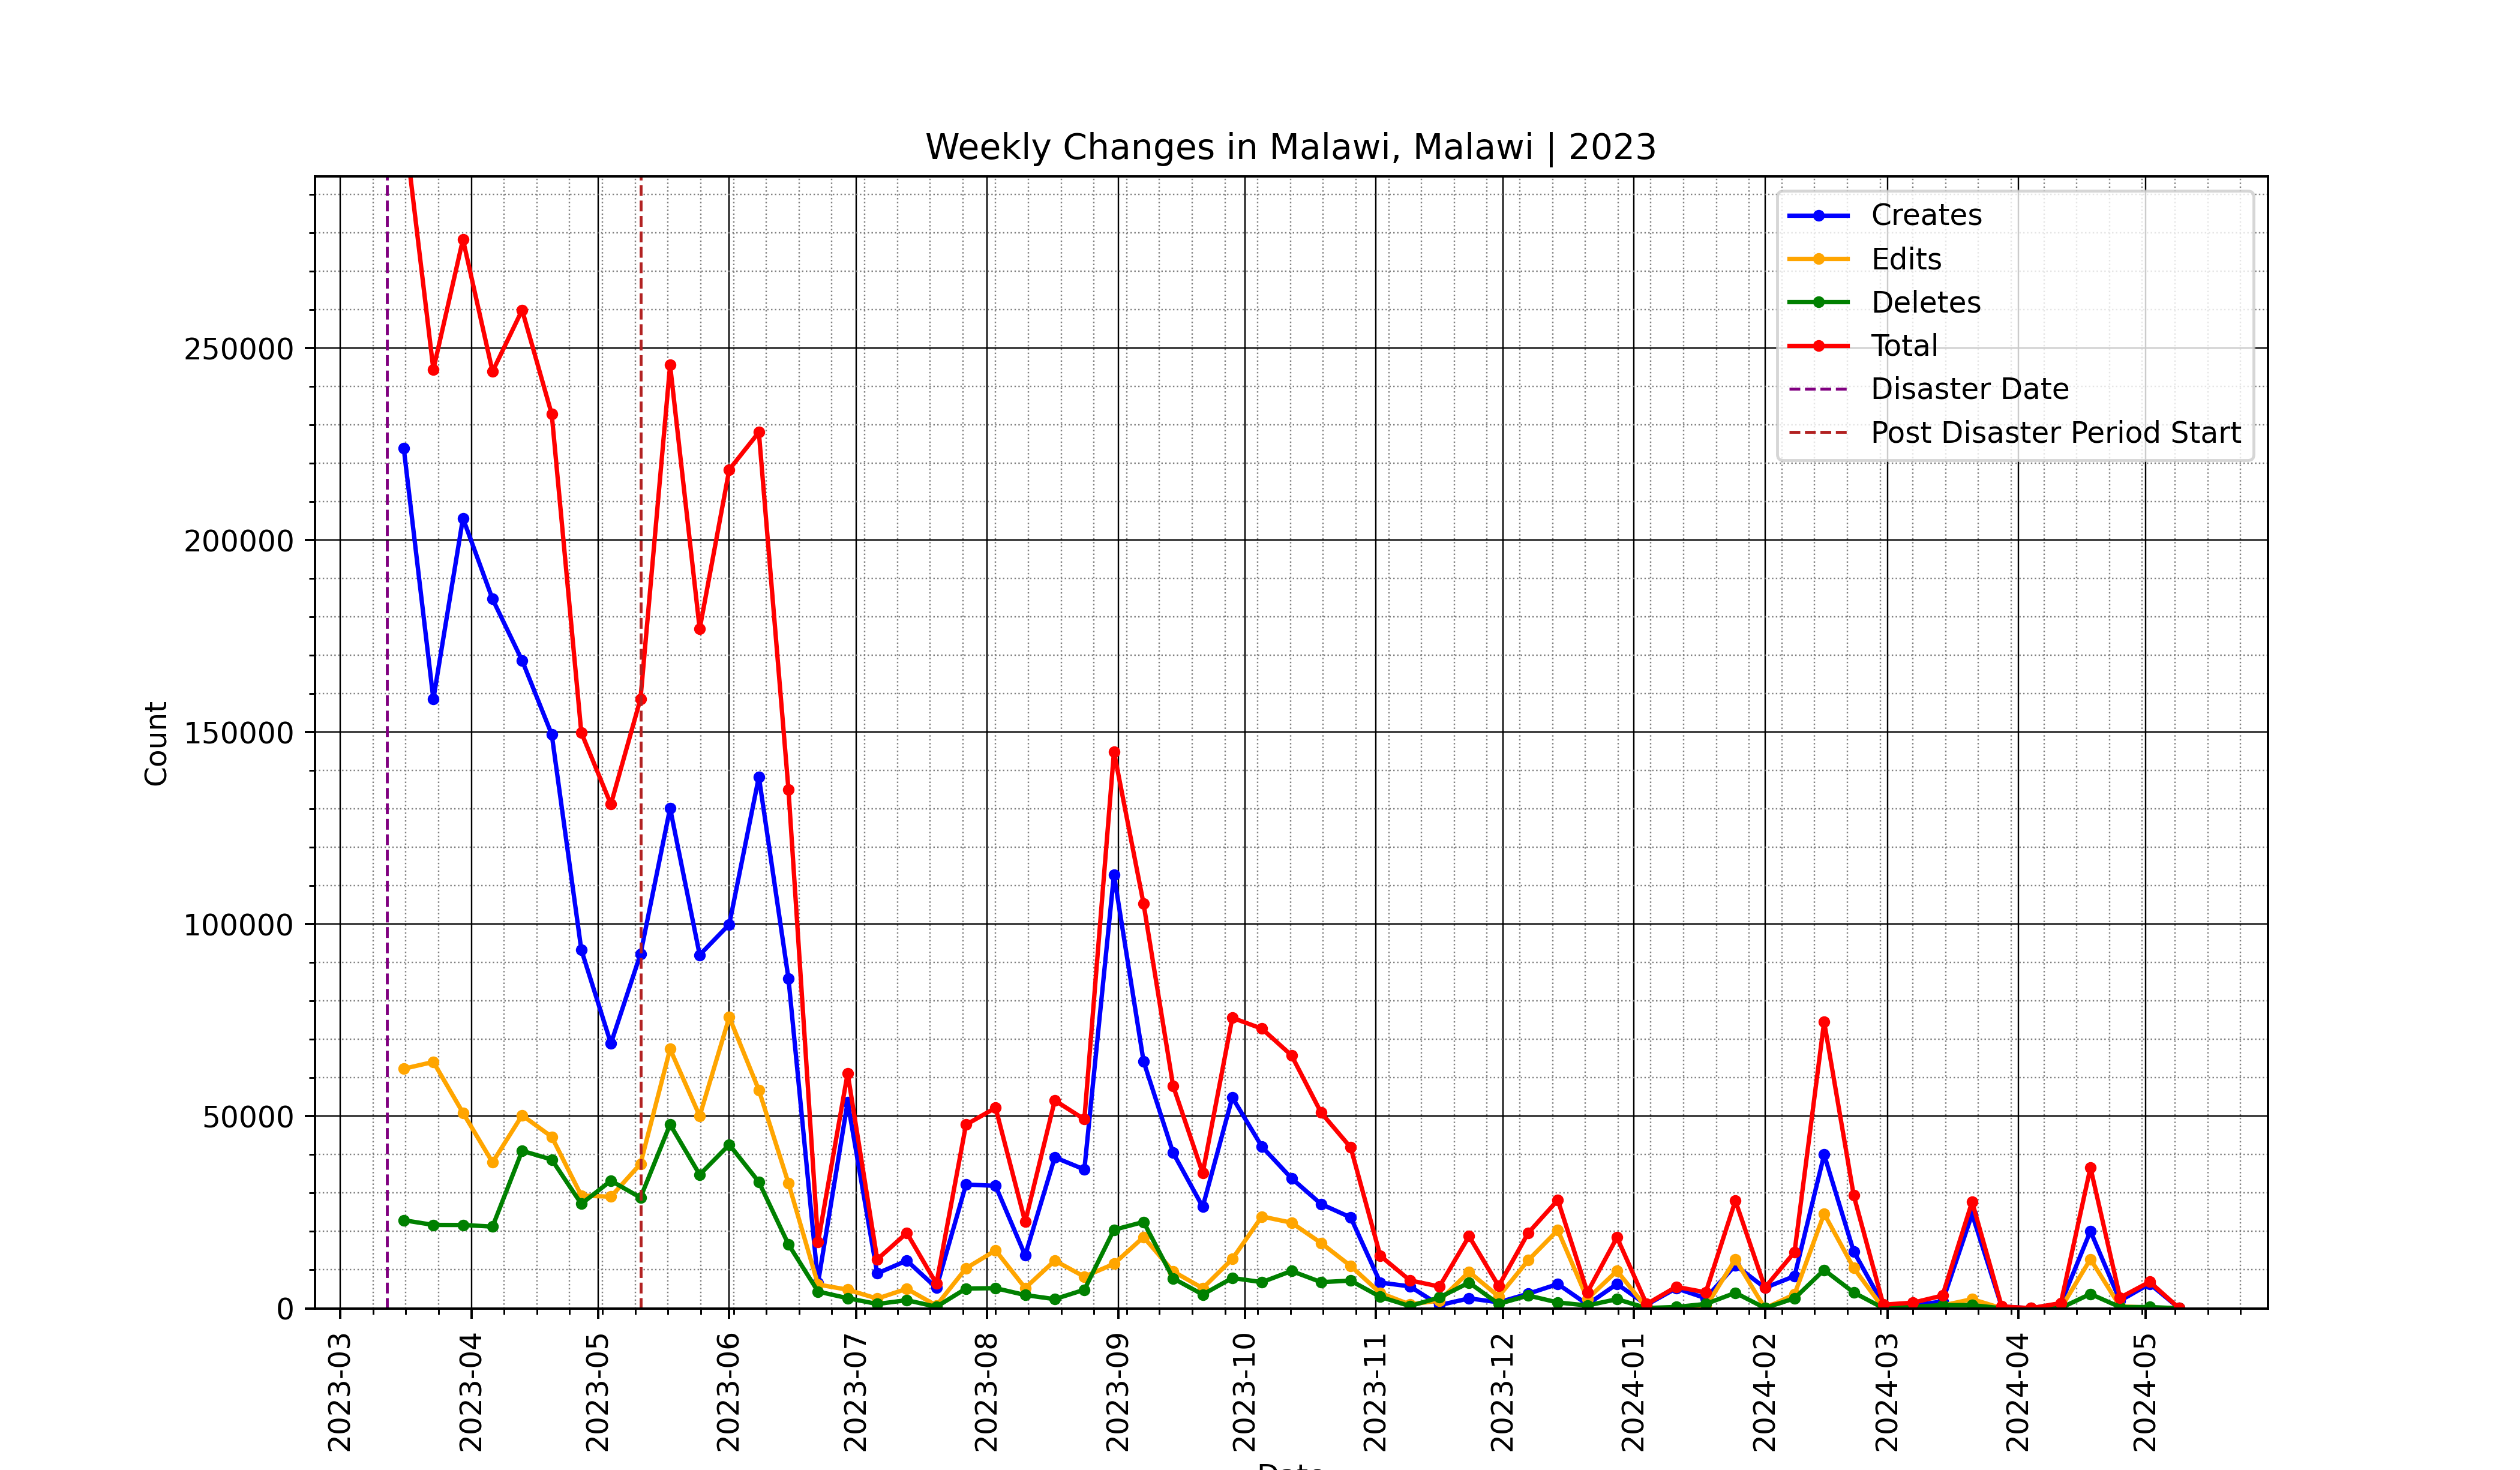 Weekly Changes in Malawi, Malawi | 2023
Creates
Edits
Deletes
Total
Disaster Date
Post Disaster Period Start
Count
250000
200000
150000
100000
50000
0
2023-03
2023-04
2023-05
2023-06
2023-07
2023-08
2023-09
2023-10
2023-11
2023-12
2024-01
2024-02
2024-03
2024-04
2024-05
Date